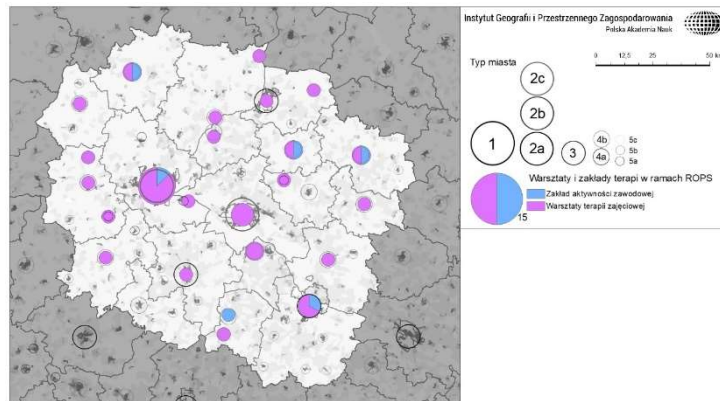 Instytut Geografii i Przestrzennego Zagospodarowania
Polska Akademia Nauk
0 12,5 25 50 km
Typ miasta
2c
2b
1
2a
3
4b
4a
5c
5b
5a
Warsztaty i zakłady terapi w ramach ROPS
Zakład aktywności zawodowej
Warsztaty terapii zajęciowej
15